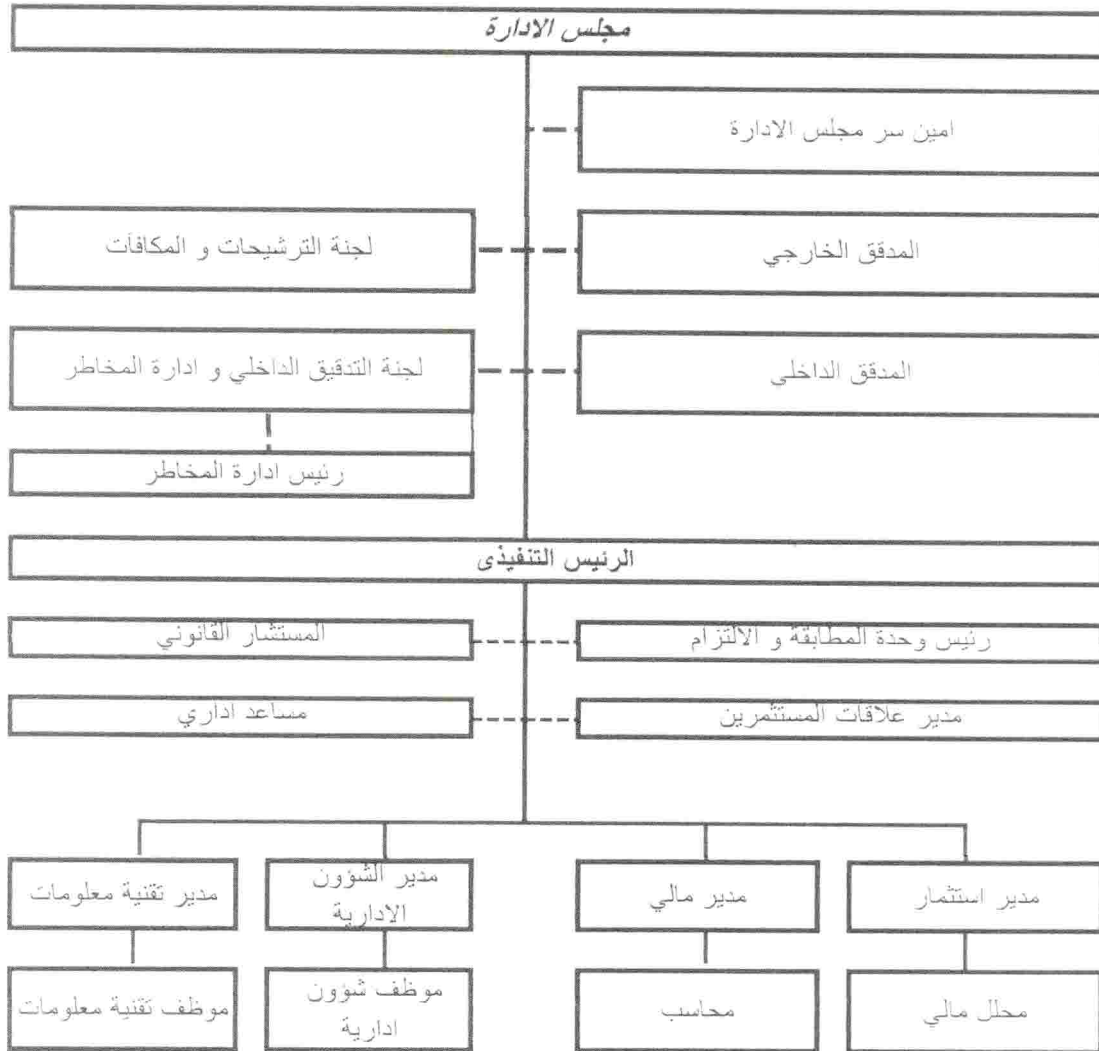 مجلس الادارة
امين سر مجلس الادارة
المدقق الخارجي
لجنة الترشيحات و المكافآت
المدقق الداخلي
لجنة التدقيق الداخلي و ادارة المخاطر
رئيس ادارة المخاطر
الرئيس التنفيذى
رئيس وحدة المطابقة و الالتزام
المستشار القانوني
مدير علاقات المستثمرين
مساعد اداري
مدير استثمار
مدير مالي
مدير الشؤون
الادارية
مدير تقنية معلومات
محلل مالي
محاسب
موظف شؤون
ادارية
موظف تقنية معلومات